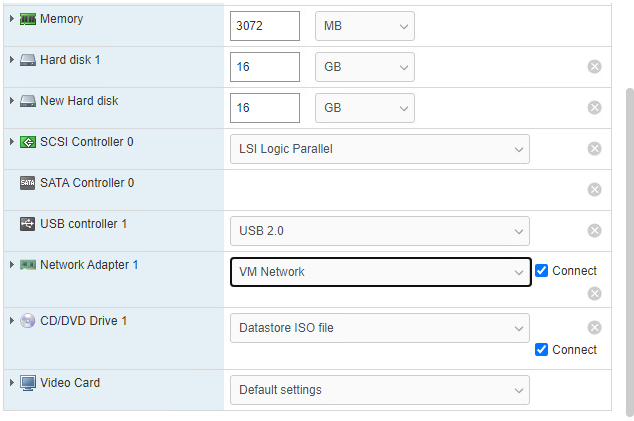 Memory 3072 MB
Hard disk 1 16 GB
New Hard disk 16 GB
SCSI Controller 0 LSI Logic Parallel
SATA SATA Controller 0
USB controller 1 USB 2.0
Network Adapter 1 VM Network Connect
CD/DVD Drive 1 Datastore ISO file
Connect
Video Card Default settings